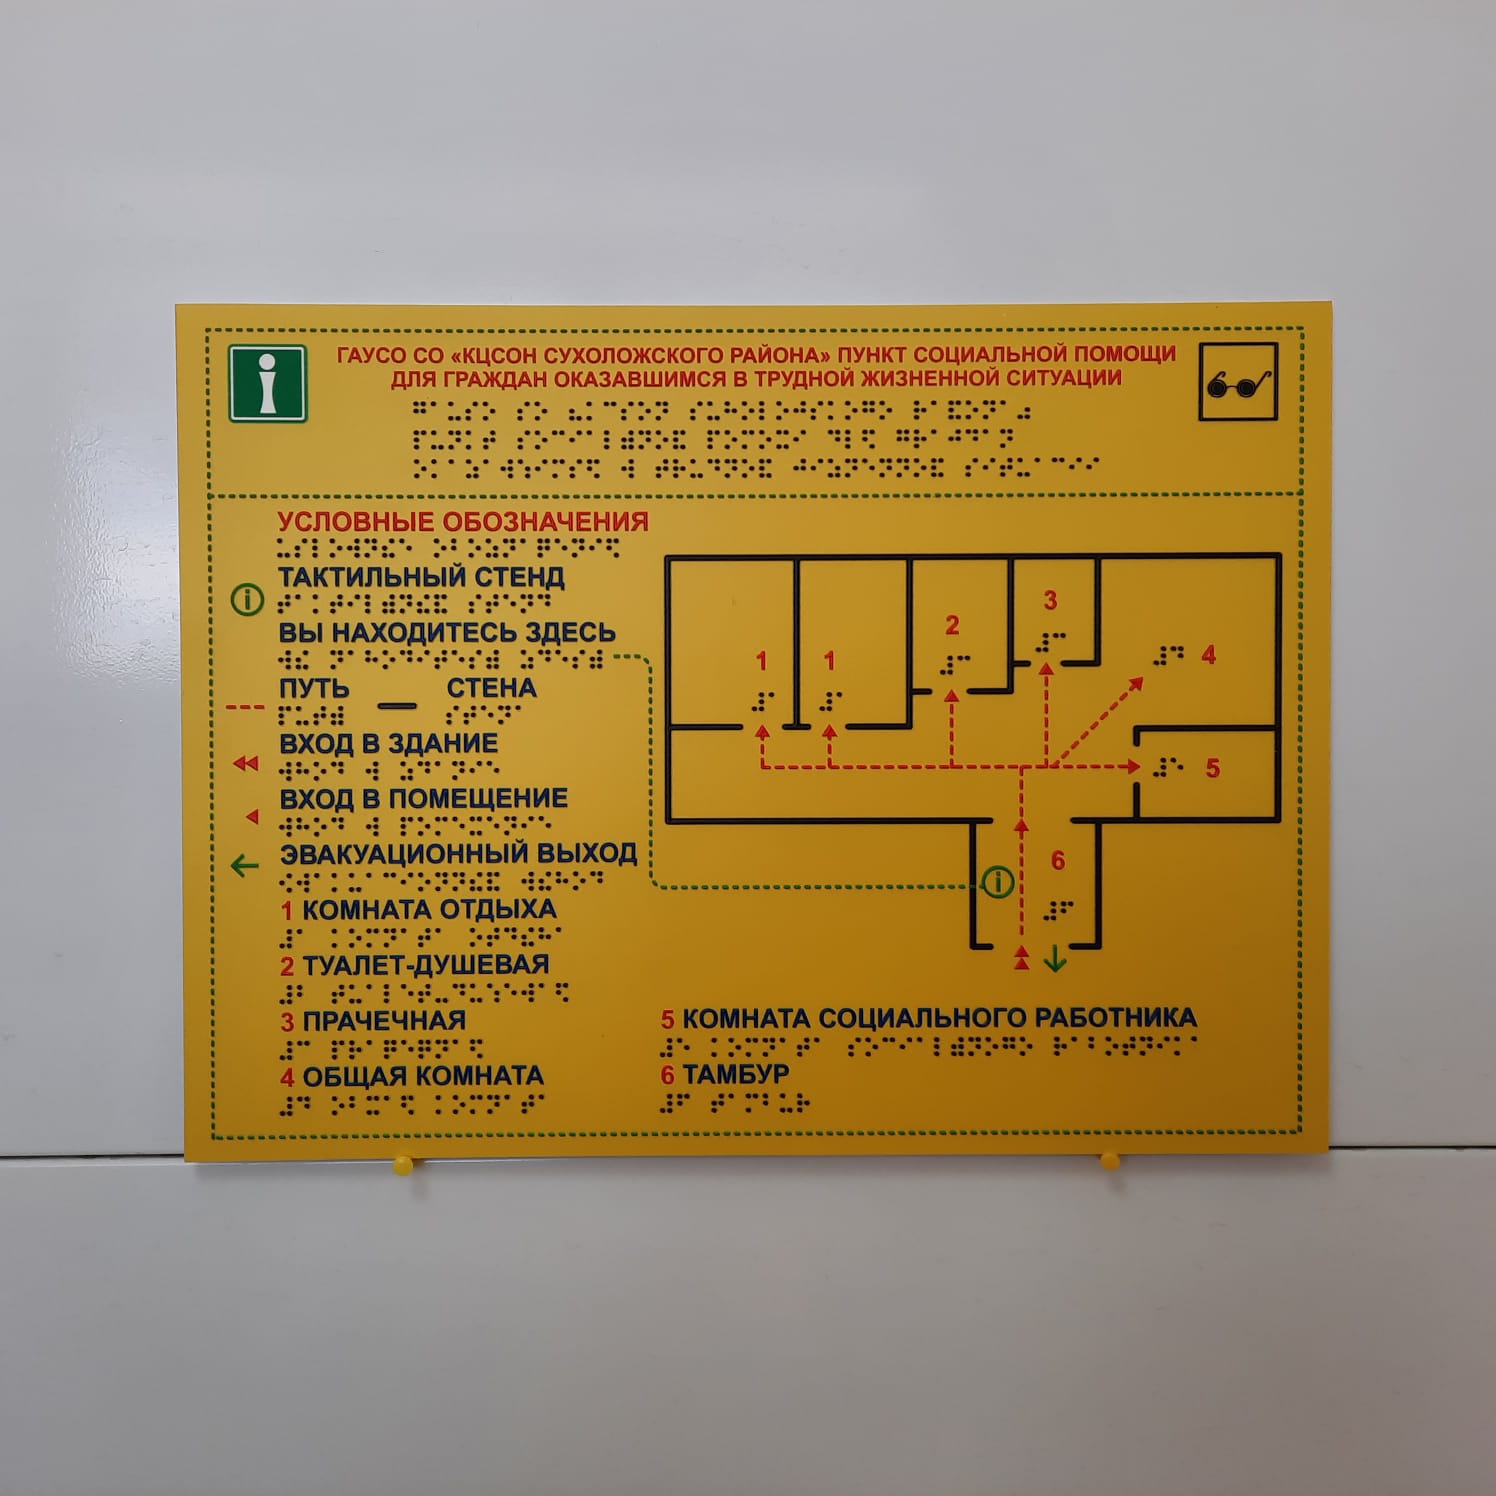 ГАУСО СО «КЦСОН СУХОЛОЖСКОГО РАЙОНА» ПУНКТ СОЦИАЛЬНОЙ ПОМОЩИ
ДЛЯ ГРАЖДАН ОКАЗАВШИМСЯ В ТРУДНОЙ ЖИЗНЕННОЙ СИТУАЦИИ
УСЛОВНЫЕ ОБОЗНАЧЕНИЯ
ТАКТИЛЬНЫЙ СТЕНД
ВЫ НАХОДИТЕСЬ ЗДЕСЬ
ПУТЬ СТЕНА
ВХОД В ЗДАНИЕ
ВХОД В ПОМЕЩЕНИЕ
ЭВАКУАЦИОННЫЙ ВЫХОД
1 КОМНАТА ОТДЫХА
2 ТУАЛЕТ-ДУШЕВАЯ
3 ПРАЧЕЧНАЯ
4 ОБЩАЯ КОМНАТА
5 КОМНАТА СОЦИАЛЬНОГО РАБОТНИКА
6 ТАМБУР
1
1
2
3
4
5
6